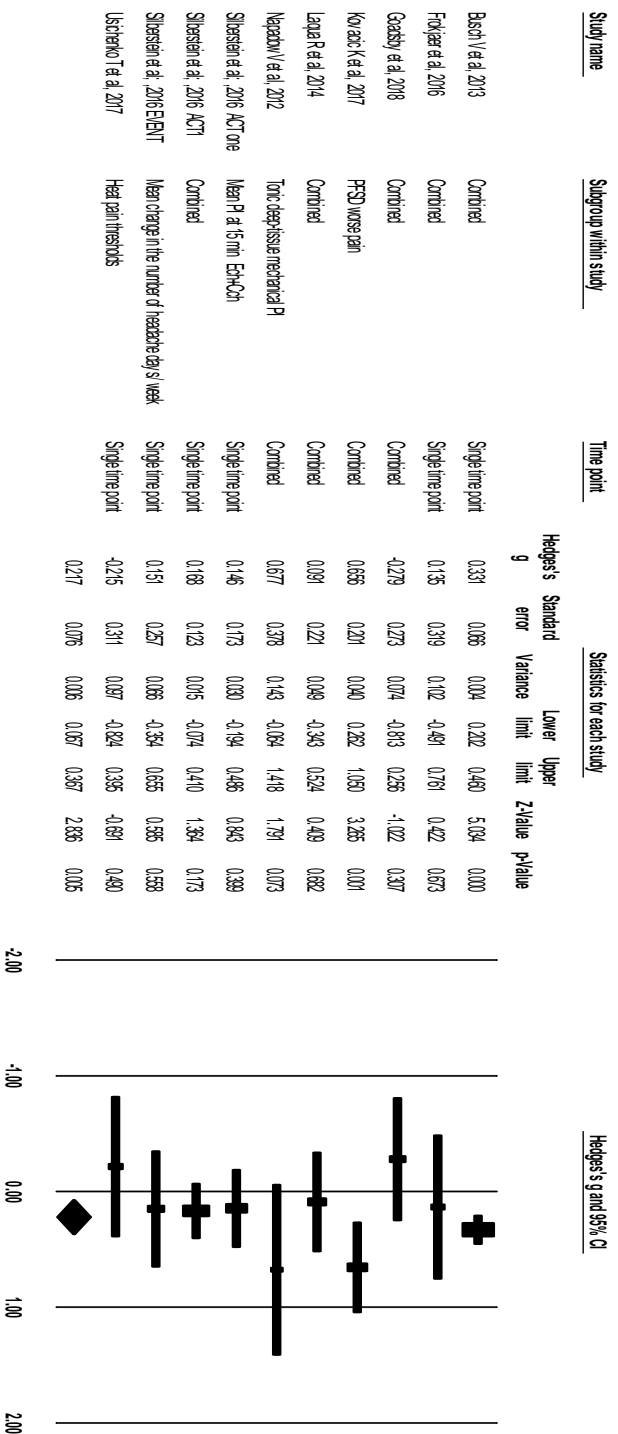 Study name Subgroup within study Time point Statistics for each study Hedges's g and 95% CI
Hedges's Standard Lower Upper
g error Variance limit limit Z-Value p-Value
Busch V et al, 2013 Combined Single time point 0.331 0.066 0.004 0.202 0.460 5.034 0.000
Frokjaer et al, 2016 Combined Single time point 0.135 0.319 0.102 -0.491 0.761 0.422 0.673
Goadsby et al, 2018 Combined Combined -0.279 0.273 0.074 -0.813 0.256 -1.022 0.307
Kovacic K et al, 2017 PFSD worse pain Combined 0.656 0.201 0.040 0.262 1.050 3.265 0.001
Laqua R et al, 2014 Combined Combined 0.091 0.221 0.049 -0.343 0.524 0.409 0.682
Napadow V et al, 2012 Tonic deep-tissue mechanical PI Combined 0.677 0.378 0.143 -0.064 1.418 1.791 0.073
Silberstein et al, ,2016 ACT one Mean PI at 15 min Ech+Cch Single time point 0.146 0.173 0.030 -0.194 0.486 0.843 0.399
Silberstein et al, ,2016 ACT1 Combined Single time point 0.168 0.123 0.015 -0.074 0.410 1.364 0.173
Silberstein et al, ,2016 EVENT Mean change in the number of headache days/ week Single time point 0.151 0.257 0.066 -0.354 0.655 0.585 0.558
Usichenko T et al, 2017 Heat pain thresholds Single time point -0.215 0.311 0.097 -0.824 0.395 -0.691 0.490
0.217 0.076 0.006 0.067 0.367 2.836 0.005
-2.00 -1.00 0.00 1.00 2.00